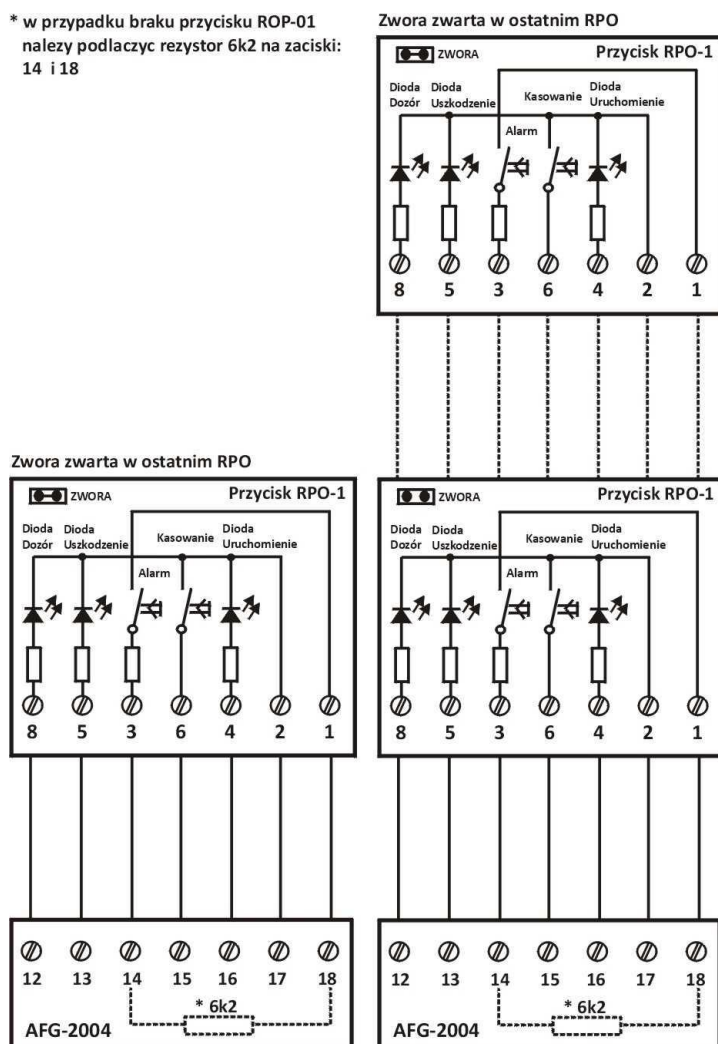 * w przypadku braku przycisku ROP-01
nalezy podlaczyc rezystor 6k2 na zaciski:
14 i 18
Zwora zwarta w ostatnim RPO
ZWORA
Przycisk RPO-1
Dioda
Dozór
Dioda
Uszkodzenie
Alarm
Kasowanie
Dioda
Uruchomienie
8 5 3 6 4 2 1
Zwora zwarta w ostatnim RPO
ZWORA
Przycisk RPO-1
Dioda
Dozór
Dioda
Uszkodzenie
Alarm
Kasowanie
Dioda
Uruchomienie
8 5 3 6 4 2 1
12 13 14 15 16 17 18
* 6k2
AFG-2004
ZWORA
Przycisk RPO-1
Dioda
Dozór
Dioda
Uszkodzenie
Alarm
Kasowanie
Dioda
Uruchomienie
8 5 3 6 4 2 1
12 13 14 15 16 17 18
* 6k2
AFG-2004